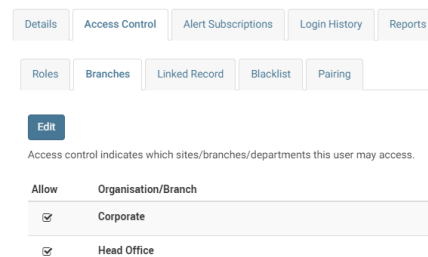 Details Access Control Alert Subscriptions Login History Reports
Roles Branches Linked Record Blacklist Pairing
Edit
Access control indicates which sites/branches/departments this user may access.
Allow Organisation/Branch
Corporate
Head Office